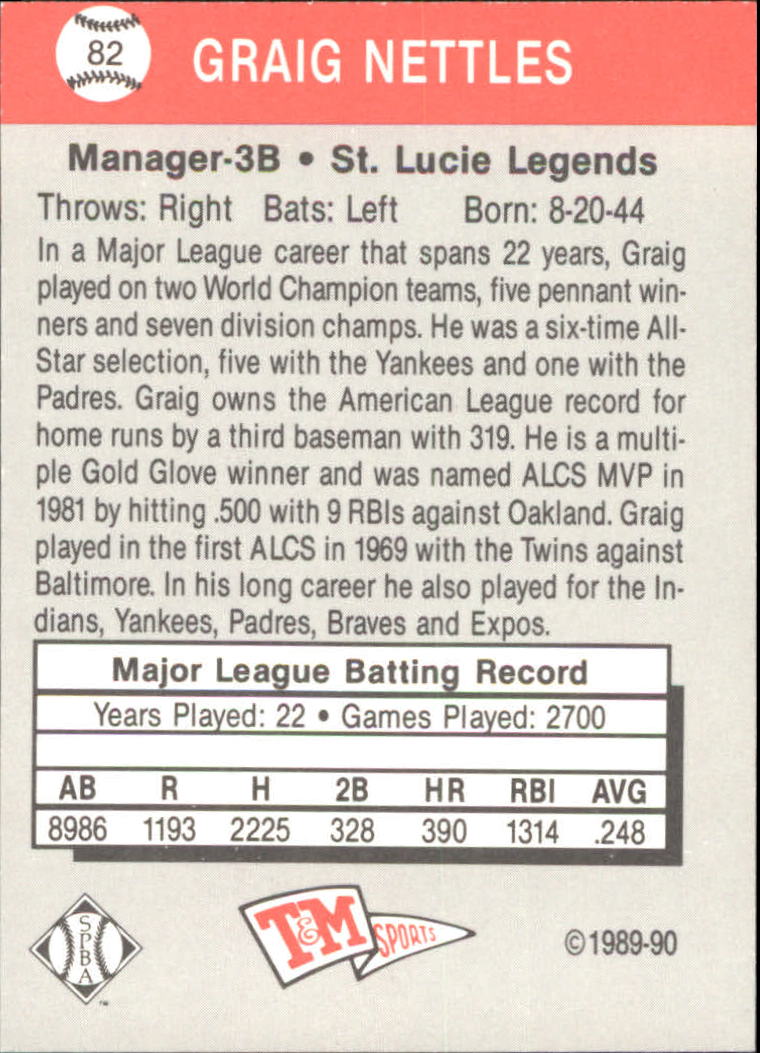 82
GRAIG NETTLES
Manager-3B • St. Lucie Legends
Throws: Right Bats: Left Born: 8-20-44
In a Major League career that spans 22 years, Graig
played on two World Champion teams, five pennant win-
ners and seven division champs. He was a six-time All-
Star selection, five with the Yankees and one with the
Padres. Graig owns the American League record for
home runs by a third baseman with 319. He is a multi-
ple Gold Glove winner and was named ALCS MVP in
1981 by hitting .500 with 9 RBIs against Oakland. Graig
played in the first ALCS in 1969 with the Twins against
Baltimore. In his long career he also played for the In-
dians, Yankees, Padres, Braves and Expos.
Major League Batting Record
Years Played: 22 • Games Played: 2700
AB R H 2B HR RBI AVG
8986 1193 2225 328 390 1314 .248
SPBA
™
T&M SPORTS
©1989-90